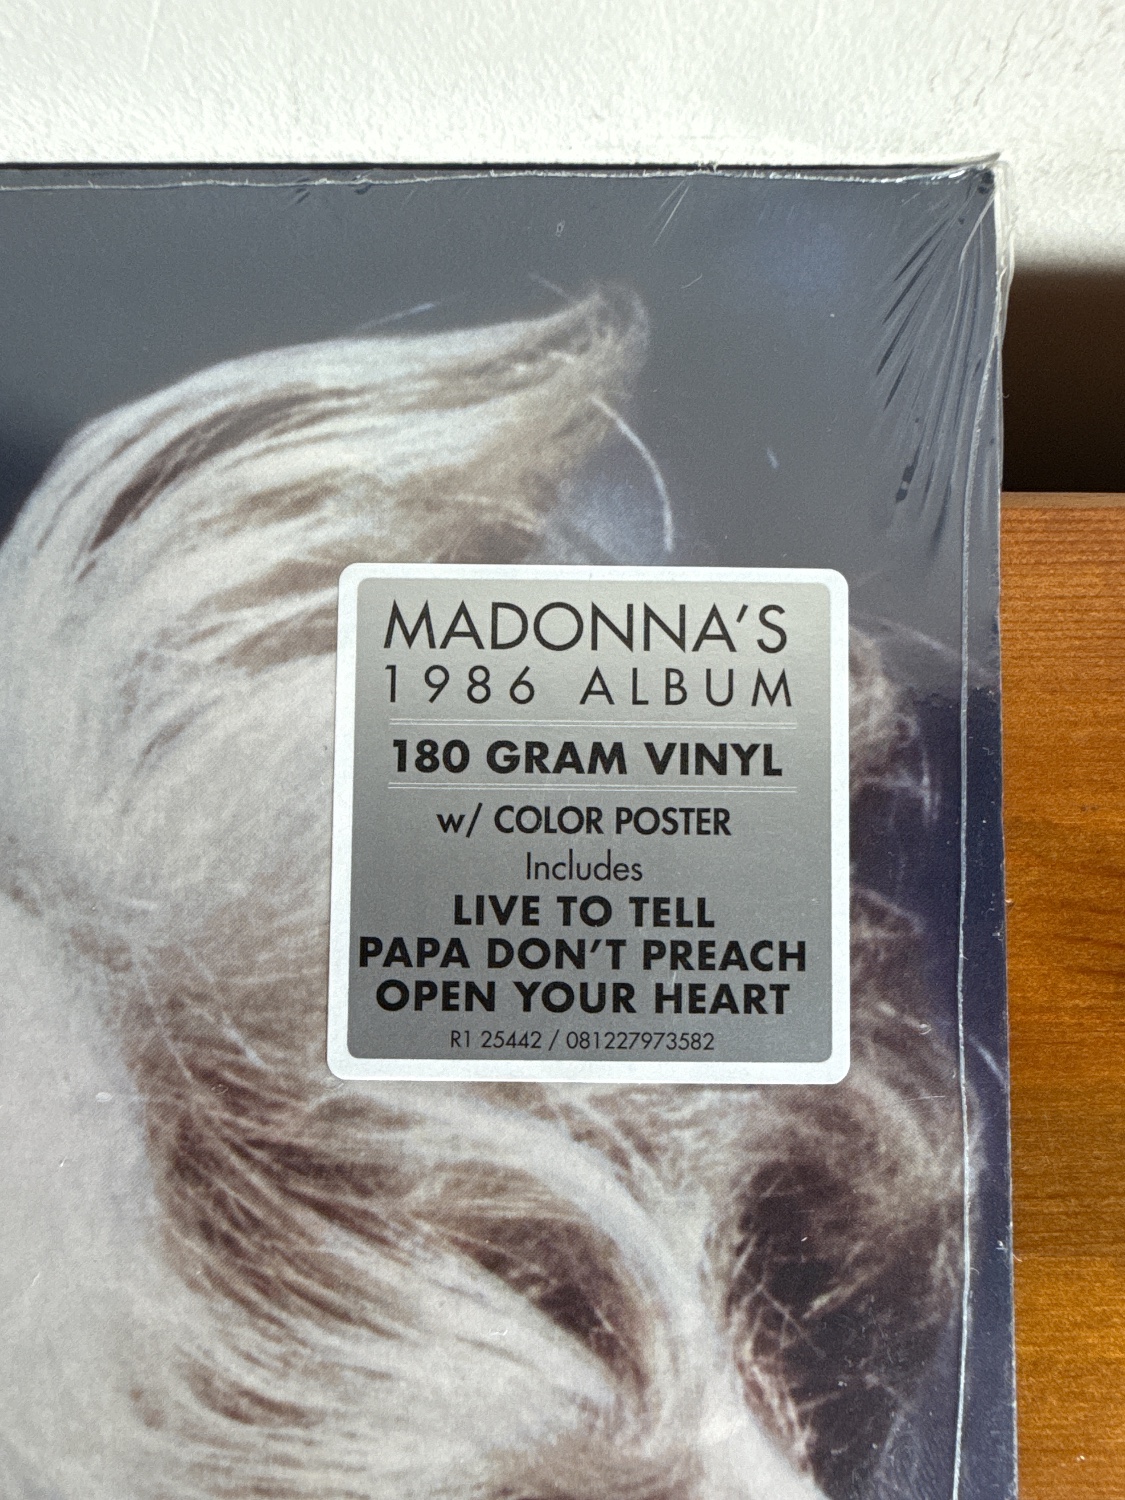 MADONNA'S
1986 ALBUM
180 GRAM VINYL
w/ COLOR POSTER
Includes
LIVE TO TELL
PAPA DON'T PREACH
OPEN YOUR HEART
R1 25442 / 081227973582